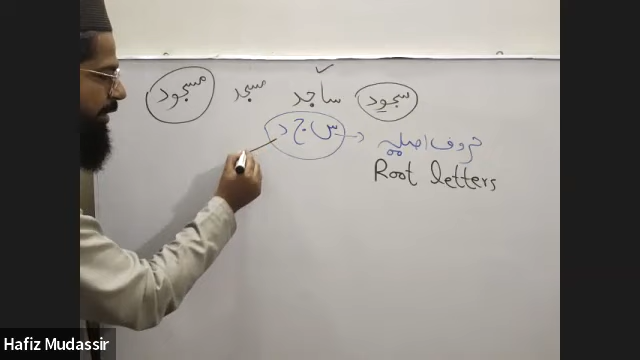 سجود ساجد مسجد مسجود
س ج د
حروف اصلیہ
Root letters
Hafiz Mudassir